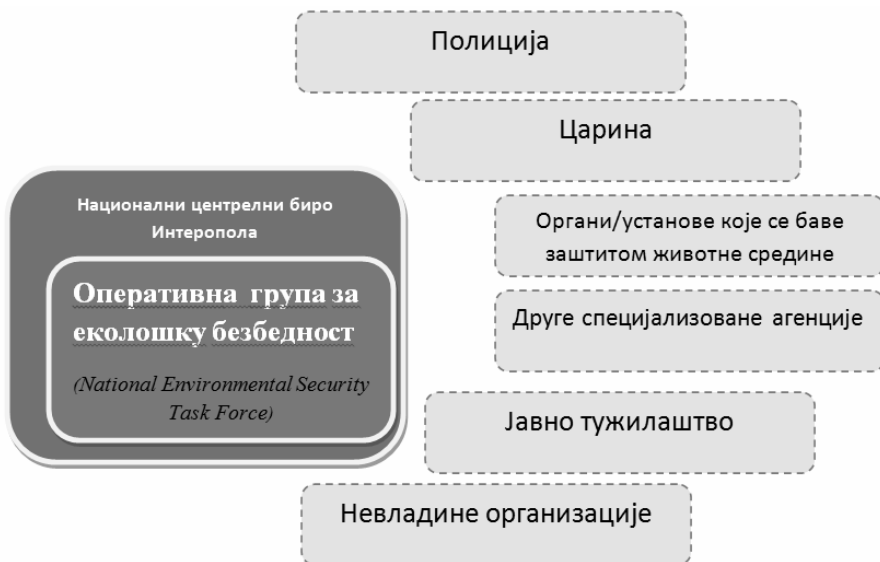 Полиција
Царина
Национални центрелни биро
Интеропола
Оперативна група за
еколошку безбедност
(National Environmental Security
Task Force)
Органи/установе које се баве
заштитом животне средине
Друге специјализоване агенције
Јавно тужилаштво
Невладине организације